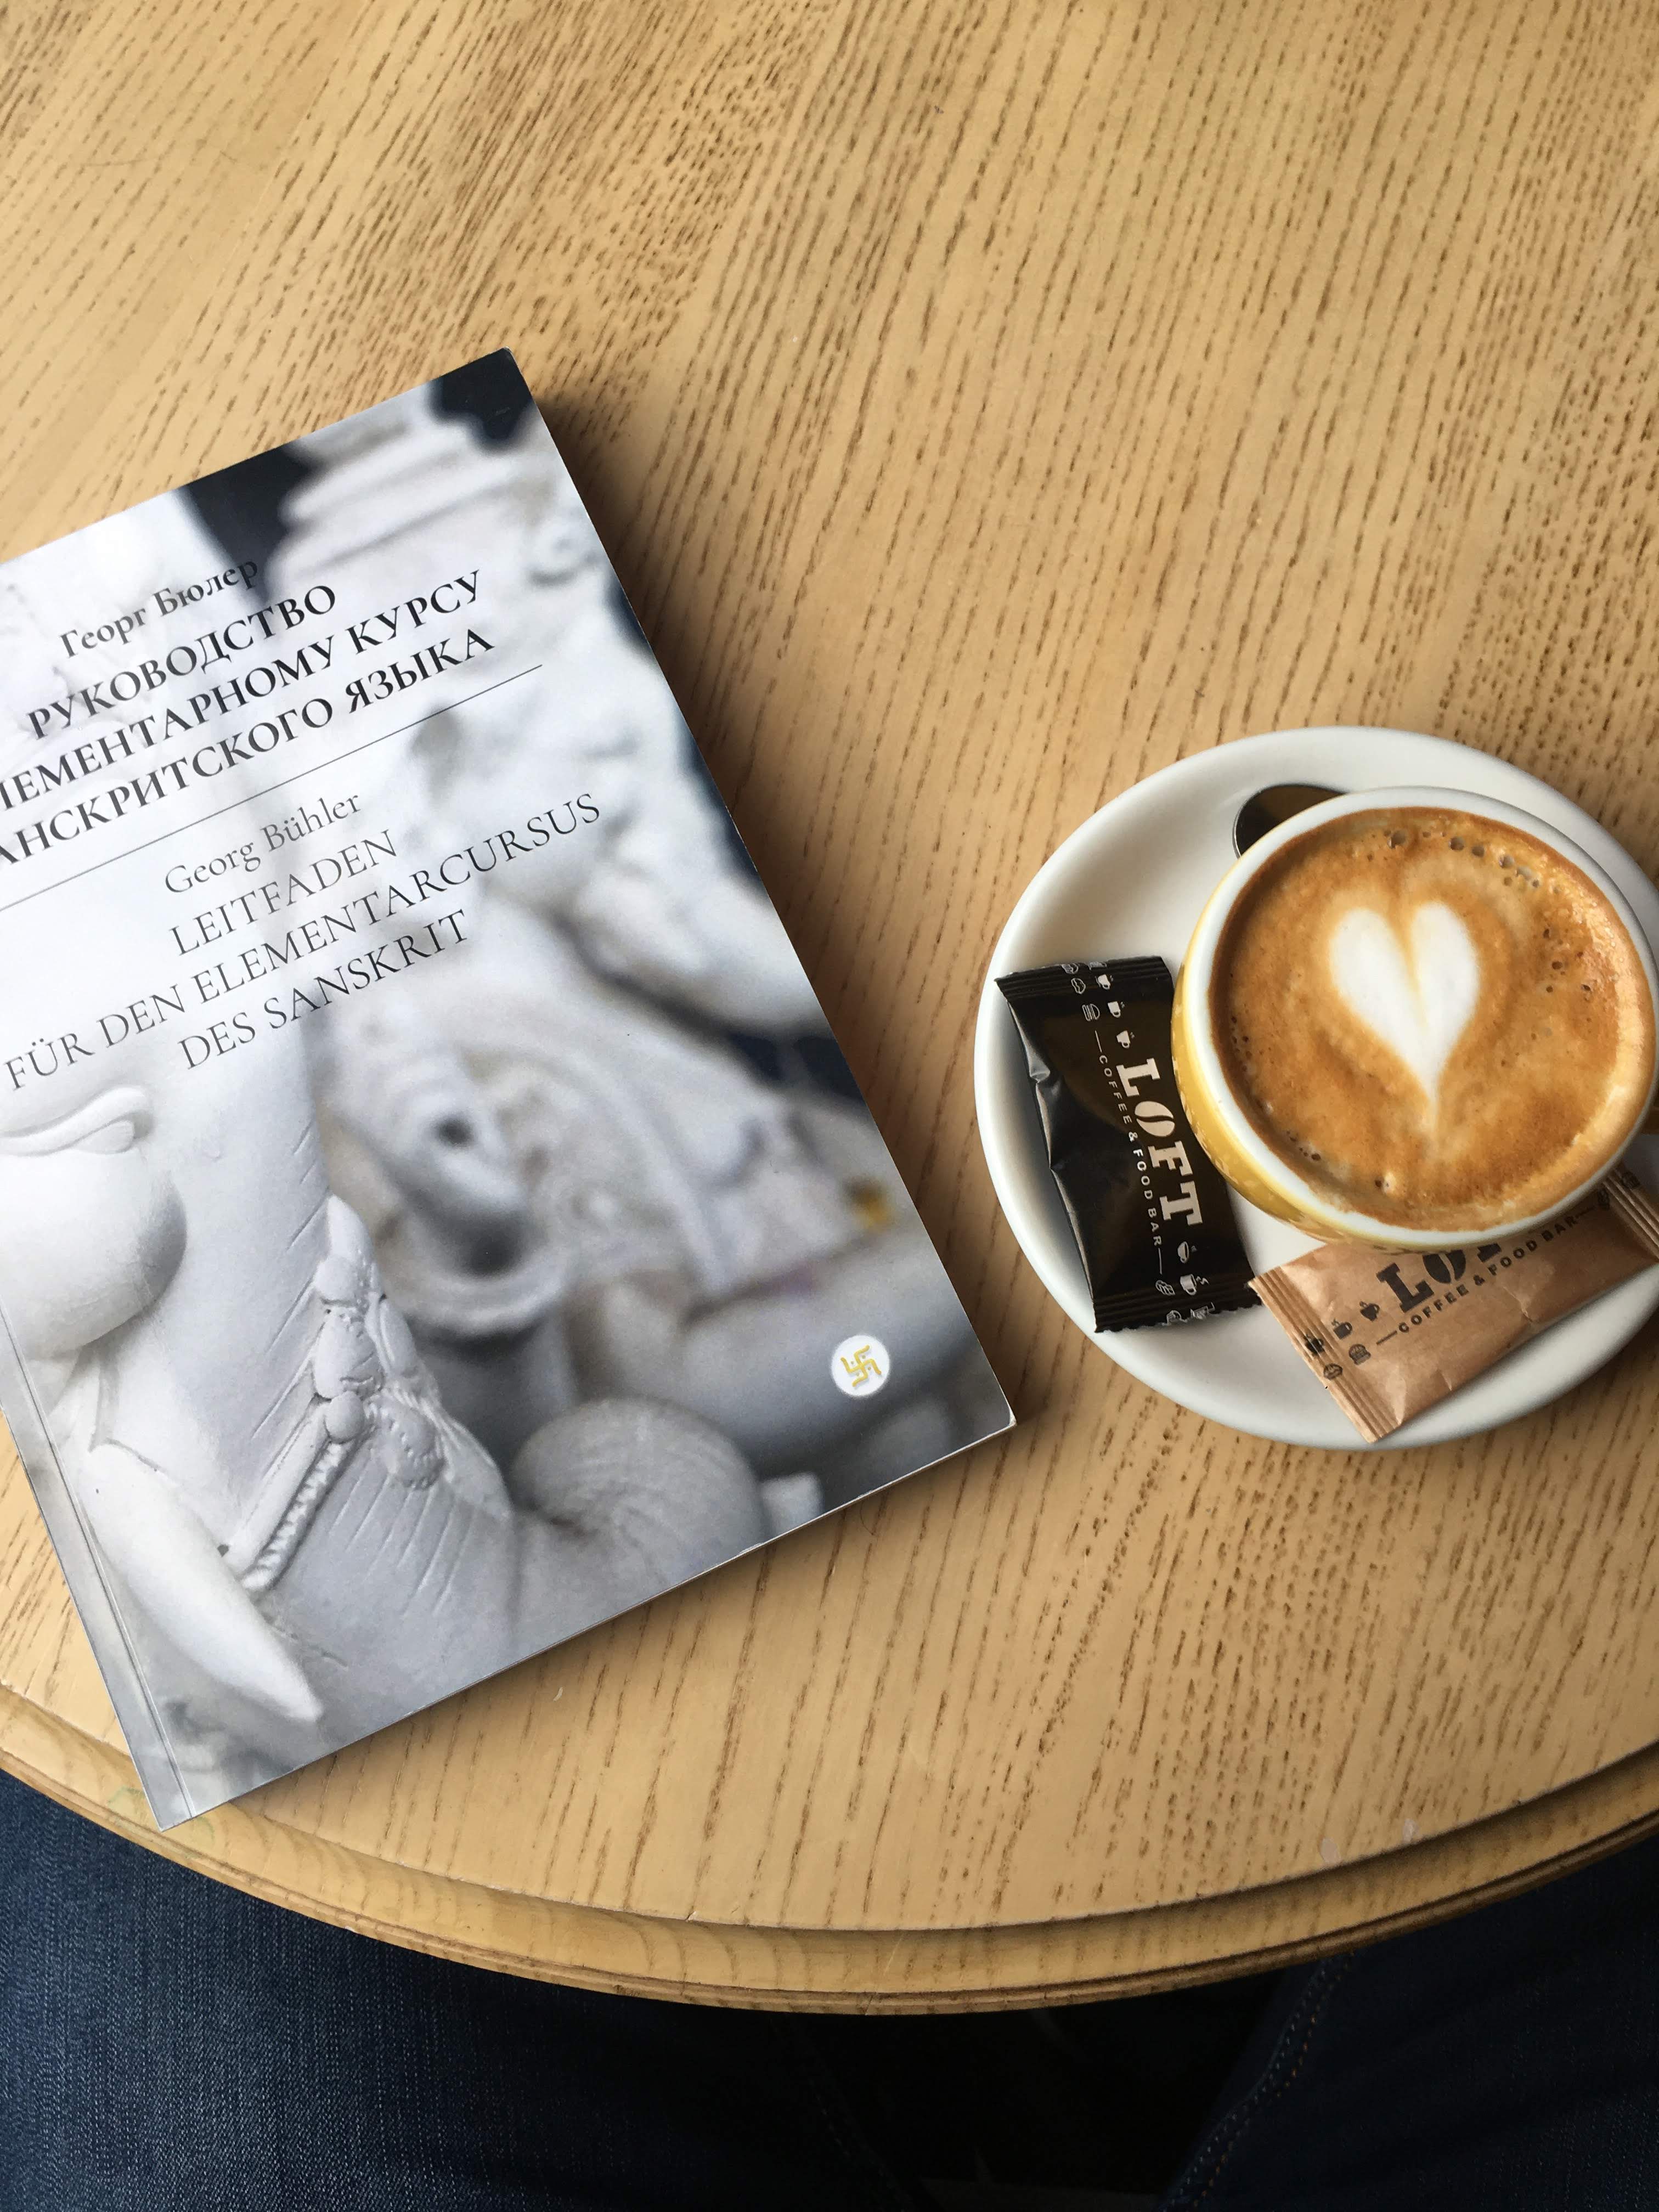 Георг Бюлер
РУКОВОДСТВО
ЛЕМЕНТАРНОМУ КУРСУ
АНСКРИТСКОГО ЯЗЫКА
Georg Bühler
LEITFADEN
FÜR DEN ELEMENTARCURSUS
DES SANSKRIT
LOFT
COFFEE & FOOD BAR
COFFEE & FOOD BAR